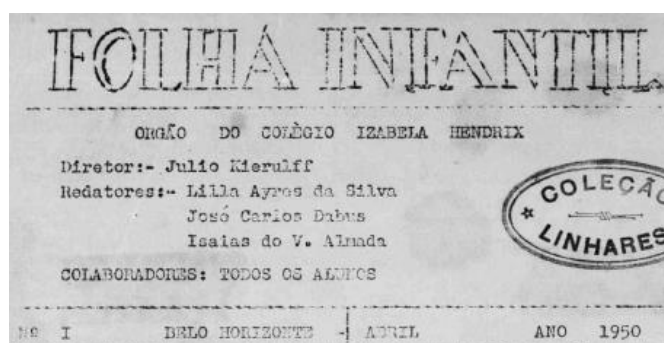 FOLHA INFANTIL
ORGÃO DO COLÈGIO IZABELA HENDRIX
Diretor:- Julio Kierulff
Redatores:- Lilla Ayres da Silva
José Carlos Dabus
Isaias do V. Almada
COLABORADORES: TODOS OS ALUNOS
COLEÇÃO
LINHARES
Nº I BELO HORIZONTE - ABRIL ANO 1950